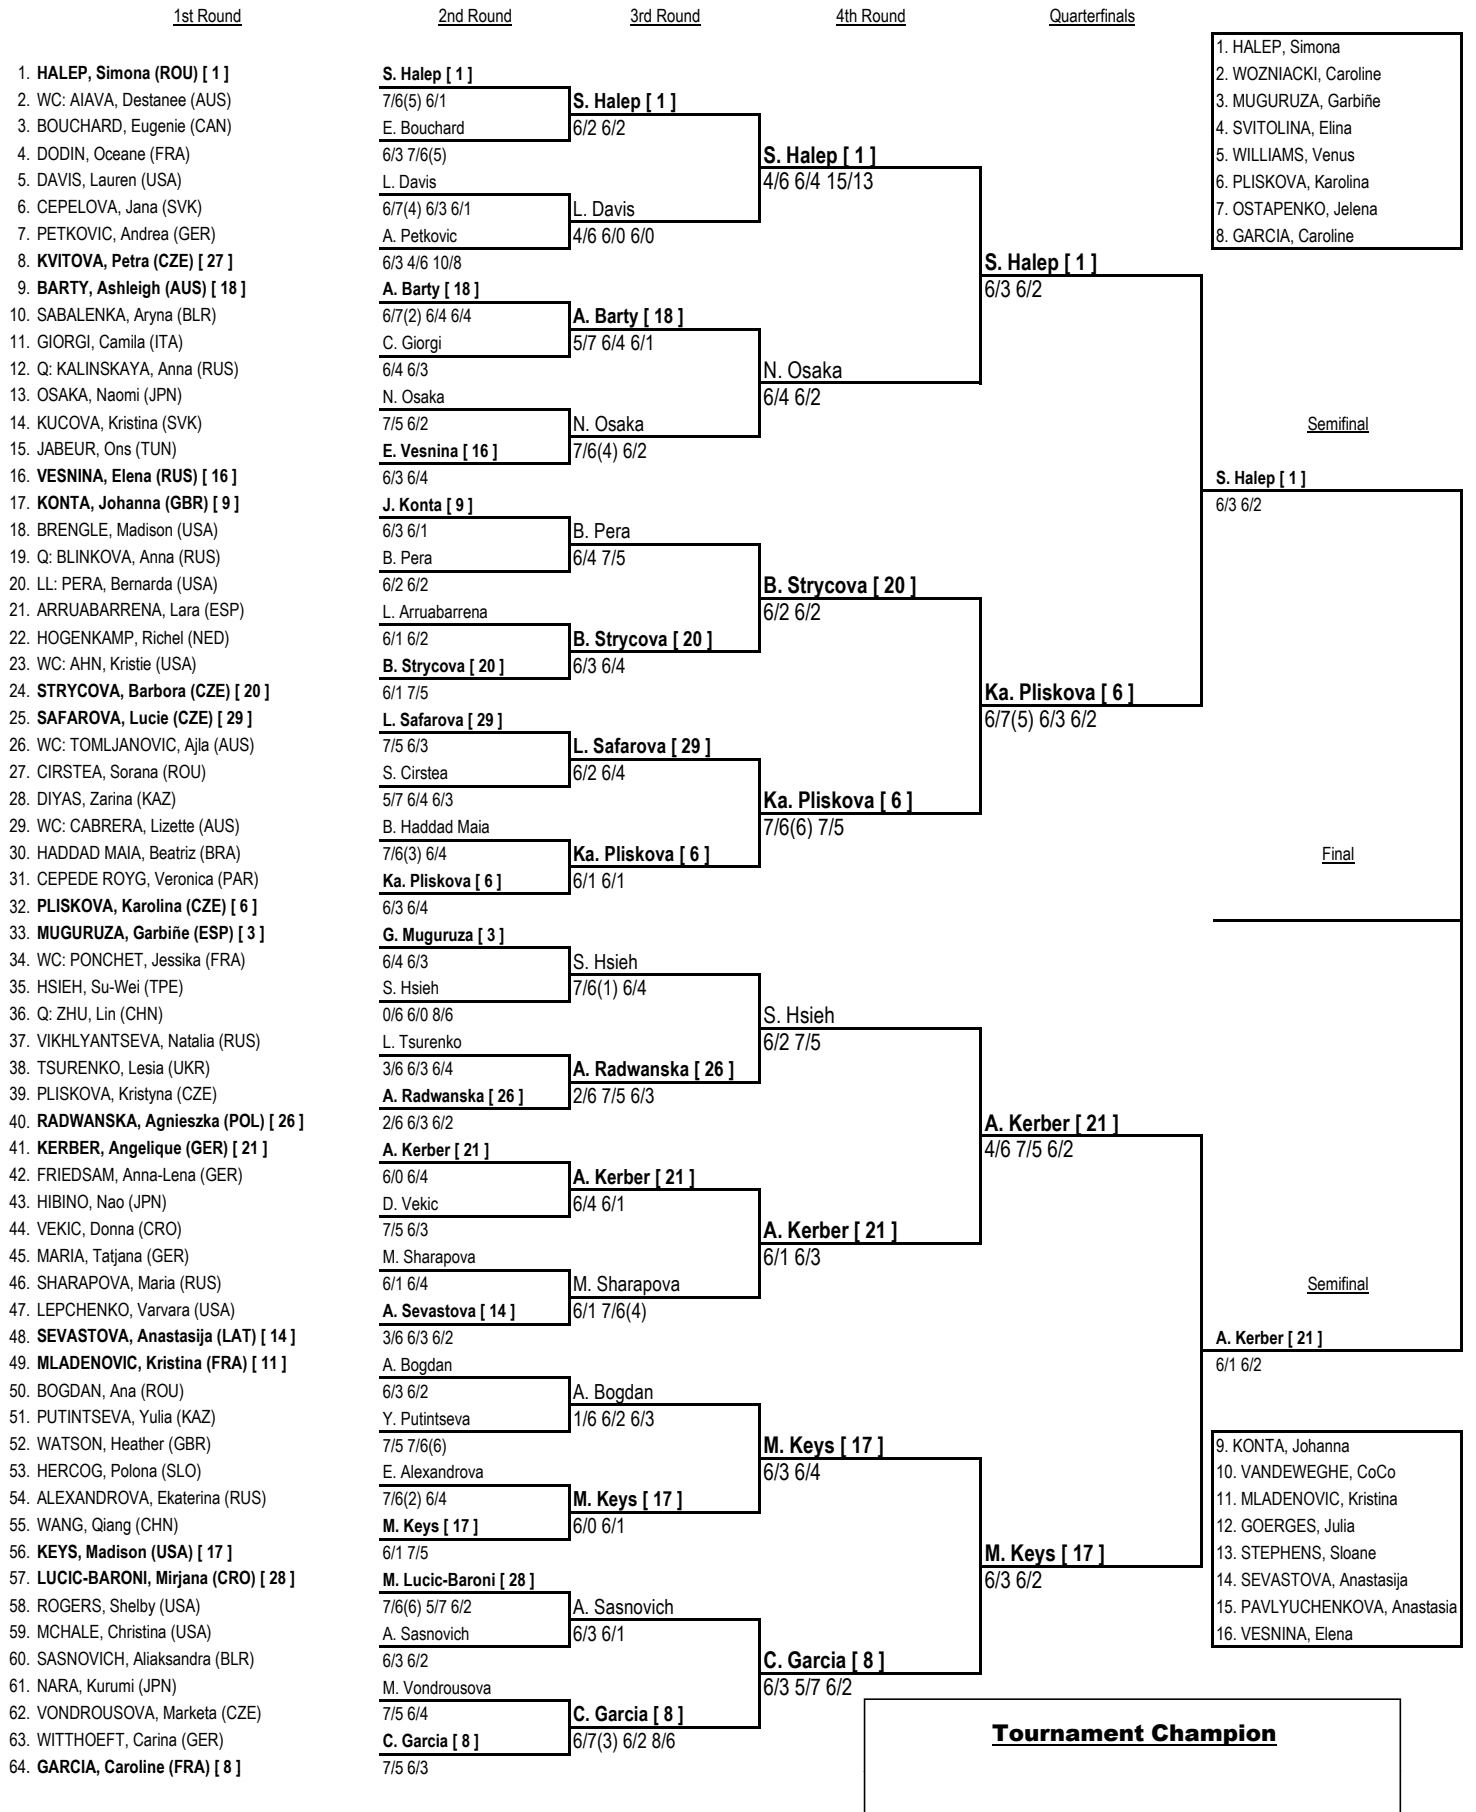 1st Round
2nd Round
3rd Round
4th Round
Quarterfinals
1. HALEP, Simona (ROU) [ 1 ]
2. WC: AIAVA, Destanee (AUS)
3. BOUCHARD, Eugenie (CAN)
4. DODIN, Oceane (FRA)
5. DAVIS, Lauren (USA)
6. CEPELOVA, Jana (SVK)
7. PETKOVIC, Andrea (GER)
8. KVITOVA, Petra (CZE) [ 27 ]
9. BARTY, Ashleigh (AUS) [ 18 ]
10. SABALENKA, Aryna (BLR)
11. GIORGI, Camila (ITA)
12. Q: KALINSKAYA, Anna (RUS)
13. OSAKA, Naomi (JPN)
14. KUCOVA, Kristina (SVK)
15. JABEUR, Ons (TUN)
16. VESNINA, Elena (RUS) [ 16 ]
17. KONTA, Johanna (GBR) [ 9 ]
18. BRENGLE, Madison (USA)
19. Q: BLINKOVA, Anna (RUS)
20. LL: PERA, Bernarda (USA)
21. ARRUABARRENA, Lara (ESP)
22. HOGENKAMP, Richel (NED)
23. WC: AHN, Kristie (USA)
24. STRYCOVA, Barbora (CZE) [ 20 ]
25. SAFAROVA, Lucie (CZE) [ 29 ]
26. WC: TOMLJANOVIC, Ajla (AUS)
27. CIRSTEA, Sorana (ROU)
28. DIYAS, Zarina (KAZ)
29. WC: CABRERA, Lizette (AUS)
30. HADDAD MAIA, Beatriz (BRA)
31. CEPEDE ROYG, Veronica (PAR)
32. PLISKOVA, Karolina (CZE) [ 6 ]
33. MUGURUZA, Garbiñe (ESP) [ 3 ]
34. WC: PONCHET, Jessika (FRA)
35. HSIEH, Su-Wei (TPE)
36. Q: ZHU, Lin (CHN)
37. VIKHLYANTSEVA, Natalia (RUS)
38. TSURENKO, Lesia (UKR)
39. PLISKOVA, Kristyna (CZE)
40. RADWANSKA, Agnieszka (POL) [ 26 ]
41. KERBER, Angelique (GER) [ 21 ]
42. FRIEDSAM, Anna-Lena (GER)
43. HIBINO, Nao (JPN)
44. VEKIC, Donna (CRO)
45. MARIA, Tatjana (GER)
46. SHARAPOVA, Maria (RUS)
47. LEPCHENKO, Varvara (USA)
48. SEVASTOVA, Anastasija (LAT) [ 14 ]
49. MLADENOVIC, Kristina (FRA) [ 11 ]
50. BOGDAN, Ana (ROU)
51. PUTINTSEVA, Yulia (KAZ)
52. WATSON, Heather (GBR)
53. HERCOG, Polona (SLO)
54. ALEXANDROVA, Ekaterina (RUS)
55. WANG, Qiang (CHN)
56. KEYS, Madison (USA) [ 17 ]
57. LUCIC-BARONI, Mirjana (CRO) [ 28 ]
58. ROGERS, Shelby (USA)
59. MCHALE, Christina (USA)
60. SASNOVICH, Aliaksandra (BLR)
61. NARA, Kurumi (JPN)
62. VONDROUSOVA, Marketa (CZE)
63. WITTHOEFT, Carina (GER)
64. GARCIA, Caroline (FRA) [ 8 ]
S. Halep [ 1 ]
7/6(5) 6/1
E. Bouchard
6/3 7/6(5)
L. Davis
6/7(4) 6/3 6/1
A. Petkovic
6/3 4/6 10/8
A. Barty [ 18 ]
6/7(2) 6/4 6/4
C. Giorgi
6/4 6/3
N. Osaka
7/5 6/2
E. Vesnina [ 16 ]
6/3 6/4
J. Konta [ 9 ]
6/3 6/1
B. Pera
6/2 6/2
L. Arruabarrena
6/1 6/2
B. Strycova [ 20 ]
6/1 7/5
L. Safarova [ 29 ]
7/5 6/3
S. Cirstea
5/7 6/4 6/3
B. Haddad Maia
7/6(3) 6/4
Ka. Pliskova [ 6 ]
6/3 6/4
G. Muguruza [ 3 ]
6/4 6/3
S. Hsieh
0/6 6/0 8/6
L. Tsurenko
3/6 6/3 6/4
A. Radwanska [ 26 ]
2/6 6/3 6/2
A. Kerber [ 21 ]
6/0 6/4
D. Vekic
7/5 6/3
M. Sharapova
6/1 6/4
A. Sevastova [ 14 ]
3/6 6/3 6/2
A. Bogdan
6/3 6/2
Y. Putintseva
7/5 7/6(6)
E. Alexandrova
7/6(2) 6/4
M. Keys [ 17 ]
6/1 7/5
M. Lucic-Baroni [ 28 ]
7/6(6) 5/7 6/2
A. Sasnovich
6/3 6/2
M. Vondrousova
7/5 6/4
C. Garcia [ 8 ]
7/5 6/3
S. Halep [ 1 ]
6/2 6/2
L. Davis
4/6 6/0 6/0
A. Barty [ 18 ]
5/7 6/4 6/1
N. Osaka
7/6(4) 6/2
B. Pera
6/4 7/5
B. Strycova [ 20 ]
6/3 6/4
L. Safarova [ 29 ]
6/2 6/4
Ka. Pliskova [ 6 ]
6/1 6/1
S. Hsieh
7/6(1) 6/4
A. Radwanska [ 26 ]
2/6 7/5 6/3
A. Kerber [ 21 ]
6/4 6/1
M. Sharapova
6/1 7/6(4)
A. Bogdan
1/6 6/2 6/3
M. Keys [ 17 ]
6/0 6/1
A. Sasnovich
6/3 6/1
C. Garcia [ 8 ]
6/7(3) 6/2 8/6
S. Halep [ 1 ]
4/6 6/4 15/13
N. Osaka
6/4 6/2
B. Strycova [ 20 ]
6/2 6/2
Ka. Pliskova [ 6 ]
7/6(6) 7/5
S. Hsieh
6/2 7/5
A. Kerber [ 21 ]
6/1 6/3
M. Keys [ 17 ]
6/3 6/4
C. Garcia [ 8 ]
6/3 5/7 6/2
S. Halep [ 1 ]
6/3 6/2
Ka. Pliskova [ 6 ]
6/7(5) 6/3 6/2
A. Kerber [ 21 ]
4/6 7/5 6/2
M. Keys [ 17 ]
6/3 6/2
1. HALEP, Simona
2. WOZNIACKI, Caroline
3. MUGURUZA, Garbiñe
4. SVITOLINA, Elina
5. WILLIAMS, Venus
6. PLISKOVA, Karolina
7. OSTAPENKO, Jelena
8. GARCIA, Caroline
Semifinal
S. Halep [ 1 ]
6/3 6/2
Final
Semifinal
A. Kerber [ 21 ]
6/1 6/2
9. KONTA, Johanna
10. VANDEWEGHE, CoCo
11. MLADENOVIC, Kristina
12. GOERGES, Julia
13. STEPHENS, Sloane
14. SEVASTOVA, Anastasija
15. PAVLYUCHENKOVA, Anastasia
16. VESNINA, Elena
Tournament Champion